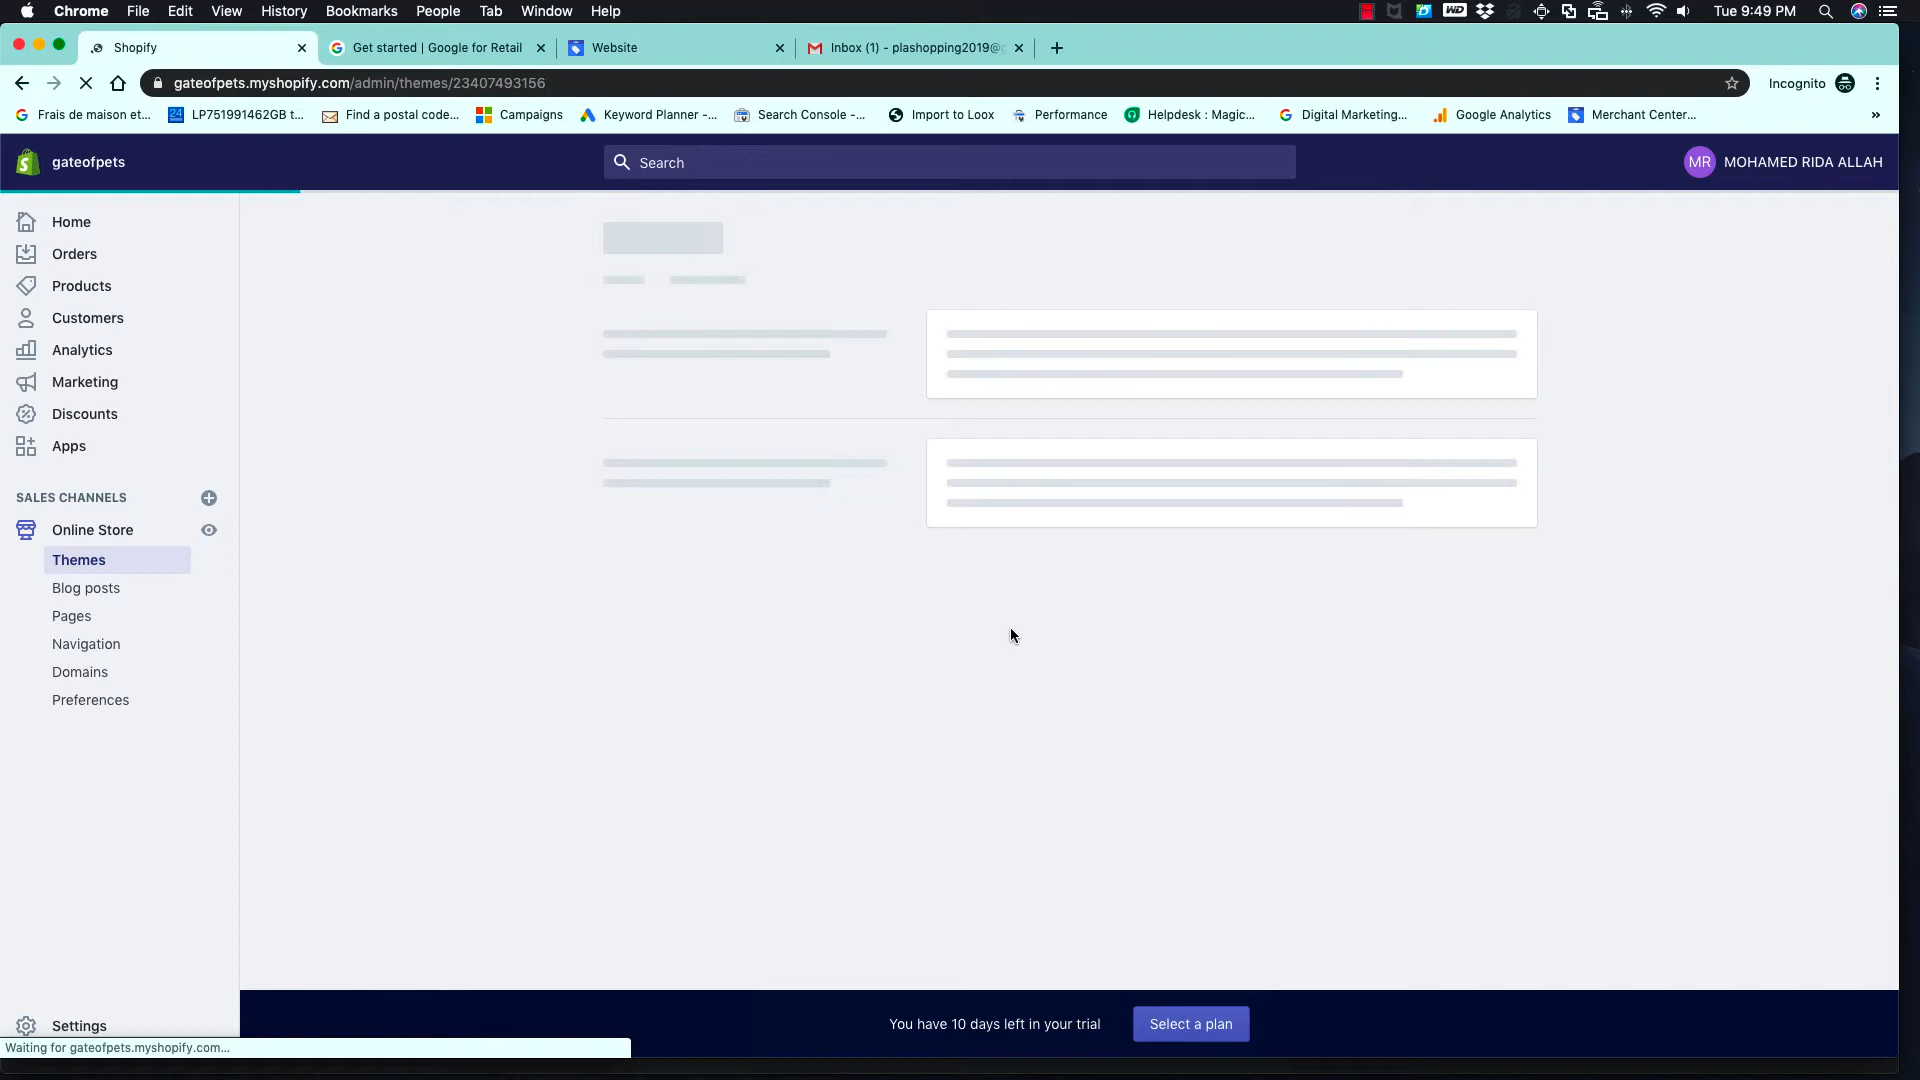 Chrome File Edit View History Bookmarks People Tab Window Help
WD
Tue 9:49 PM
Shopify
Get started | Google for Retail
Website
Inbox (1) - plashopping2019@
gateofpets.myshopify.com/admin/themes/23407493156
Incognito
Frais de maison et...
24
LP751991462GB t...
Find a postal code...
Campaigns
Keyword Planner -...
Search Console -...
Import to Loox
Performance
Helpdesk : Magic...
Digital Marketing...
Google Analytics
Merchant Center...
»
gateofpets
Search
MR
MOHAMED RIDA ALLAH
Home
Orders
Products
Customers
Analytics
Marketing
Discounts
Apps
SALES CHANNELS
Online Store
Themes
Blog posts
Pages
Navigation
Domains
Preferences
Settings
You have 10 days left in your trial
Select a plan
Waiting for gateofpets.myshopify.com...